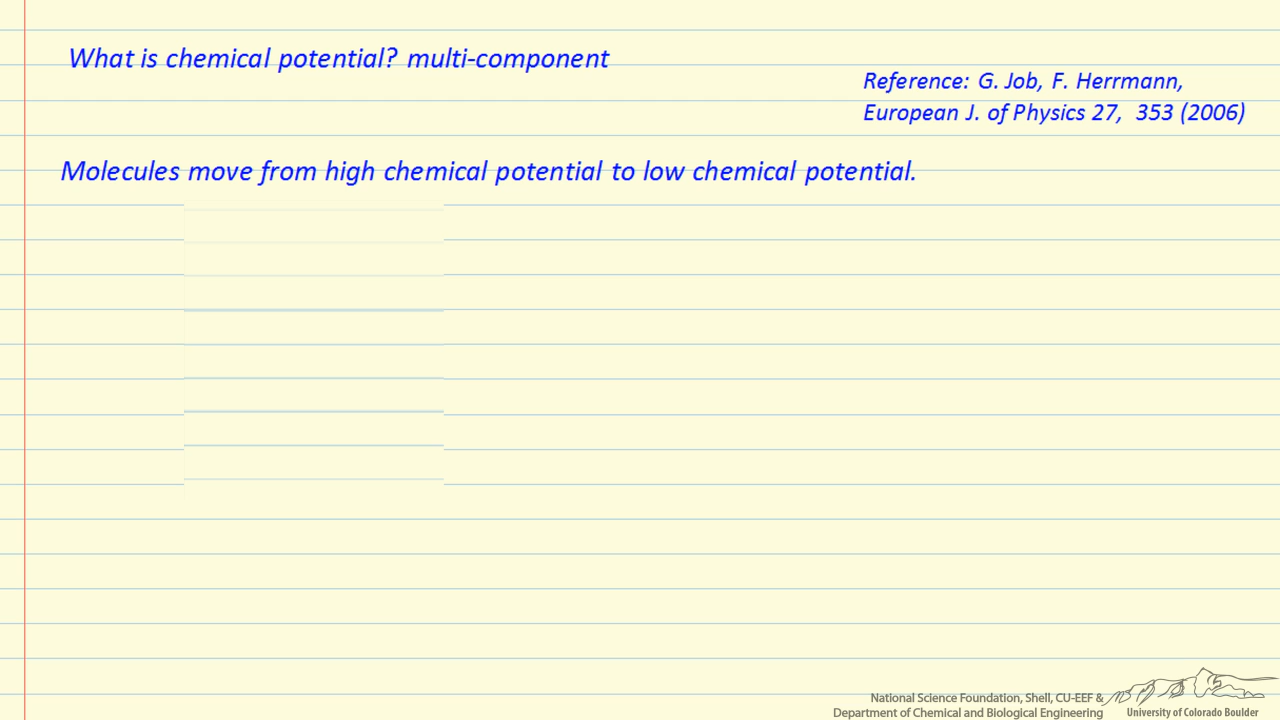 What is chemical potential? multi-component
Reference: G. Job, F. Herrmann,
European J. of Physics 27, 353 (2006)
Molecules move from high chemical potential to low chemical potential.
National Science Foundation, Shell, CU-EEF &
Department of Chemical and Biological Engineering
University of Colorado Boulder